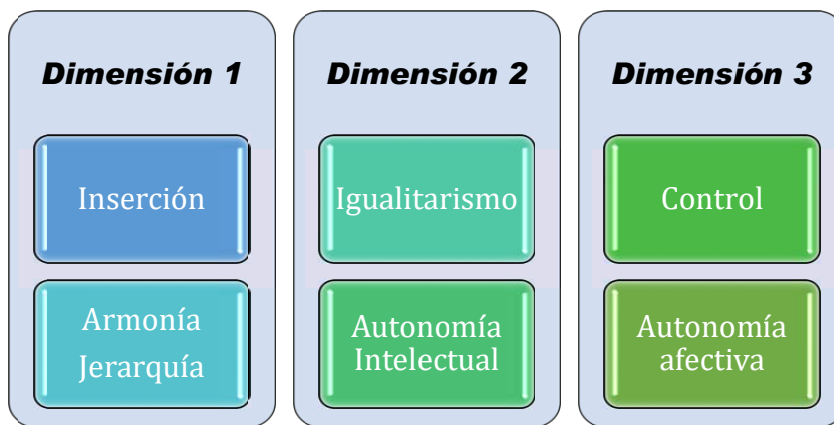 Dimensión 1
Inserción
Armonía
Jerarquía
Dimensión 2
Igualitarismo
Autonomía
Intelectual
Dimensión 3
Control
Autonomía
afectiva